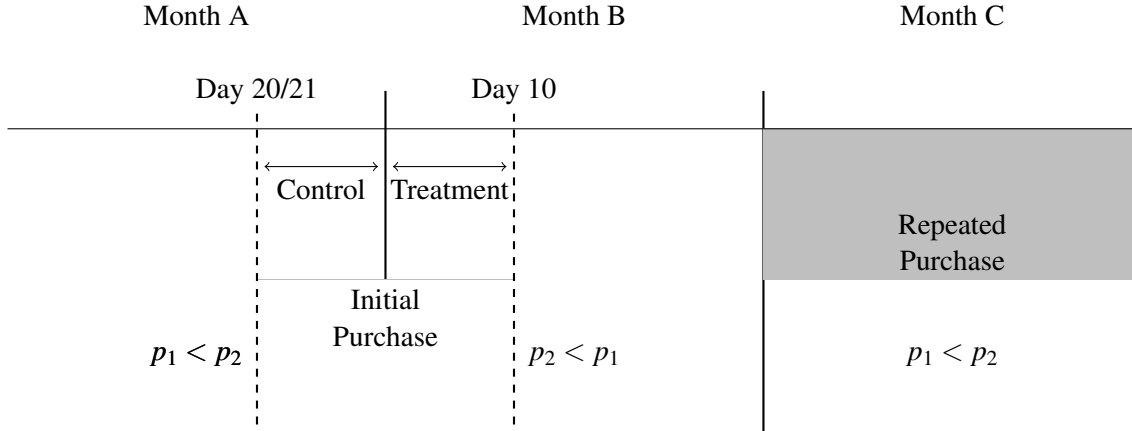 Month A
Month B
Month C
Day 20/21
Day 10
Control
Treatment
Repeated
Purchase
Initial
Purchase
p₁ < p₂
p₂ < p₁
p₁ < p₂